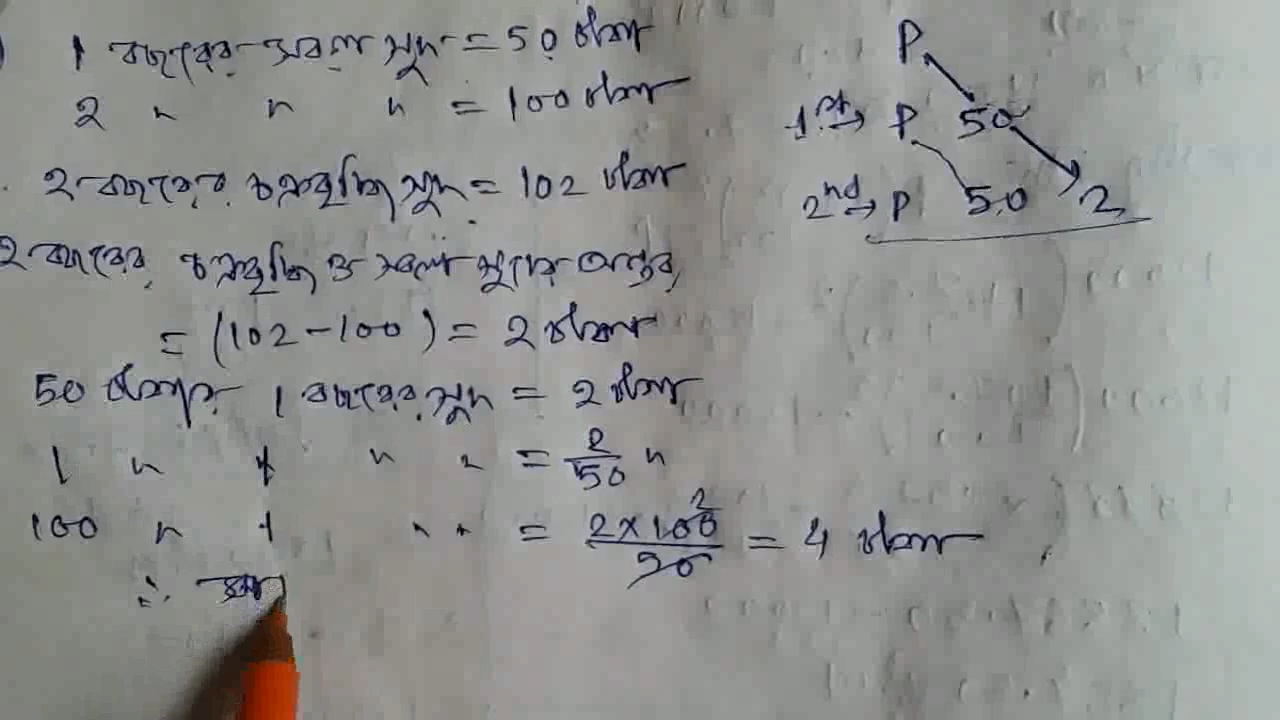 1 বছরের সরল সুদ = 50 টাকা
2 " " " = 100 টাকা
2 বছরের চক্রবৃদ্ধি সুদ = 102 টাকা
2 বছরের চক্রবৃদ্ধি ও সরল সুদের অন্তর
= (102 - 100) = 2 টাকা
50 টাকার 1 বছরের সুদ = 2 টাকা
1 " 1 " " = 2/50 "
100 " 1 " " = 2×100/50 = 4 টাকা
∴
P
1st → P 50
2nd → P 50 2